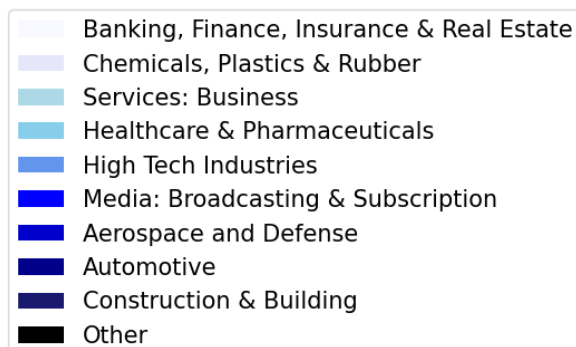 Banking, Finance, Insurance & Real Estate
Chemicals, Plastics & Rubber
Services: Business
Healthcare & Pharmaceuticals
High Tech Industries
Media: Broadcasting & Subscription
Aerospace and Defense
Automotive
Construction & Building
Other